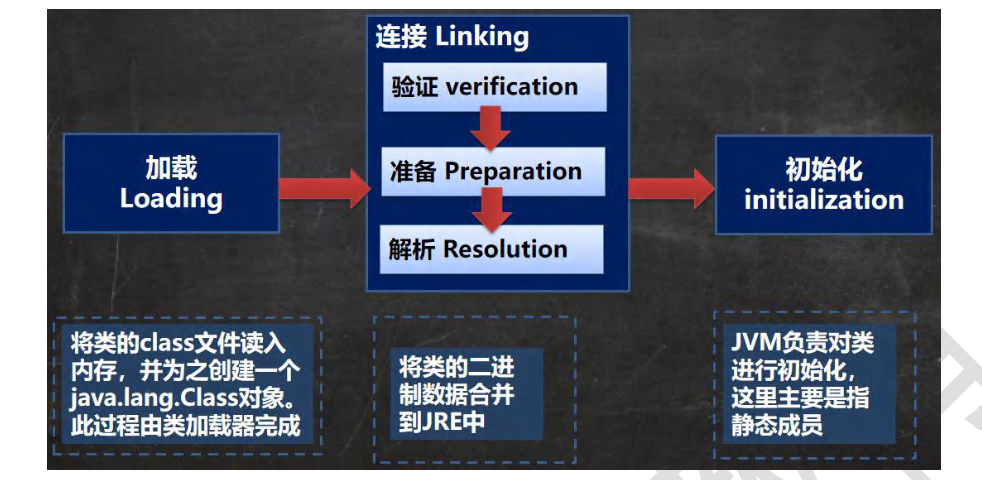 连接 Linking
验证 verification
准备 Preparation
解析 Resolution
加载
Loading
初始化
initialization
将类的class文件读入
内存，并为之创建一个
java.lang.Class对象。
此过程由类加载器完成
将类的二进
制数据合并
到JRE中
JVM负责对类
进行初始化，
这里主要是指
静态成员